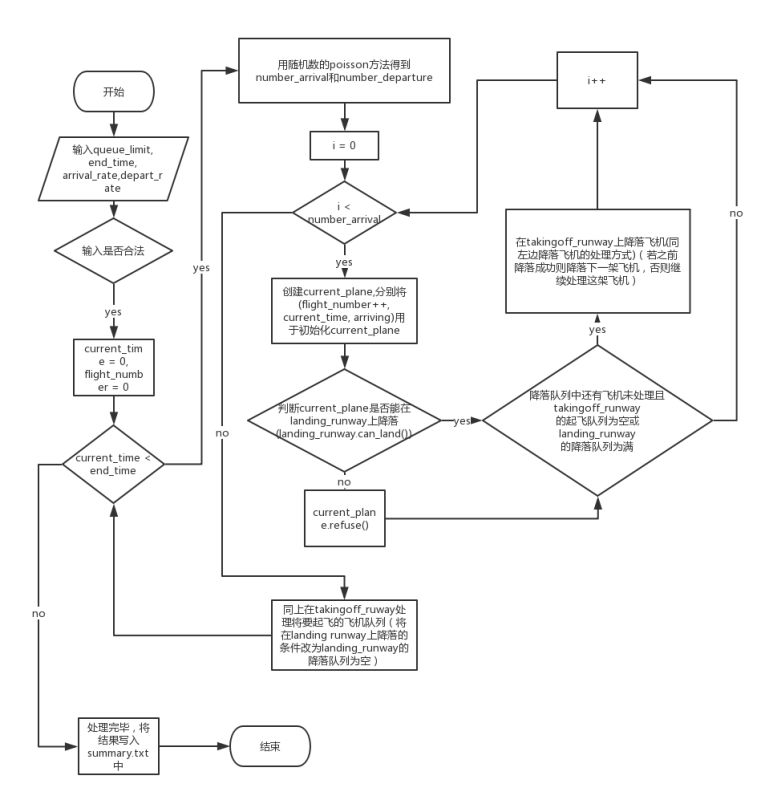 开始
输入queue_limit,
end_time,
arrival_rate,depart_r
ate
输入是否合法
yes
current_tim
e = 0,
flight_numb
er = 0
current_time <
end_time
yes
no
用随机数的poisson方法得到
number_arrival和number_departure
i = 0
i <
number_arrival
yes
no
创建current_plane,分别将
(flight_number++,
current_time, arriving)用
于初始化current_plane
判断current_plane是否能在
landing_runway上降落
(landing_runway.can_land())
yes
no
current_plan
e.refuse()
降落队列中还有飞机未处理且
takingoff_runway
的起飞队列为空或
landing_runway
的降落队列为满
yes
no
在takingoff_runway上降落飞机(同
左边降落飞机的处理方式)（若之前
降落成功则降落下一架飞机，否则继
续处理这架飞机）
i++
同上在takingoff_ruway处
理将要起飞的飞机队列（将
在landing runway上降落的
条件改为landing_runway的
降落队列为空）
处理完毕，将
结果写入
summary.txt
中
结束